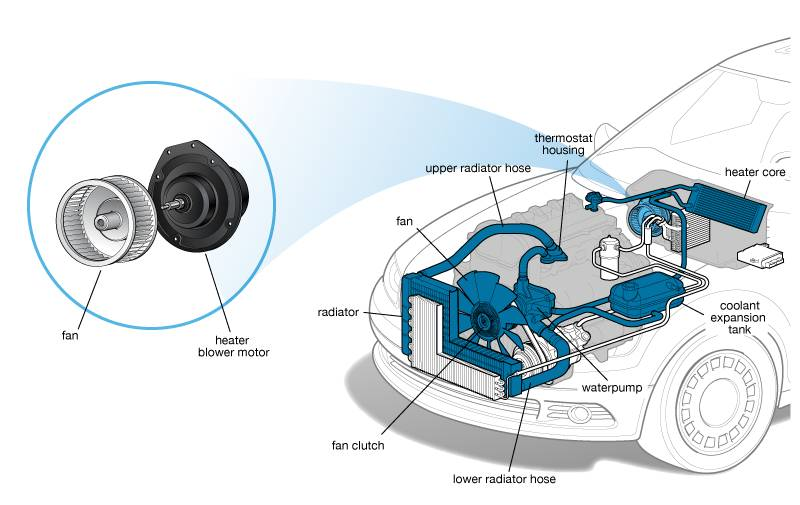 thermostat
housing
upper radiator hose
heater core
fan
radiator
coolant
expansion
tank
fan
heater
blower motor
waterpump
fan clutch
lower radiator hose